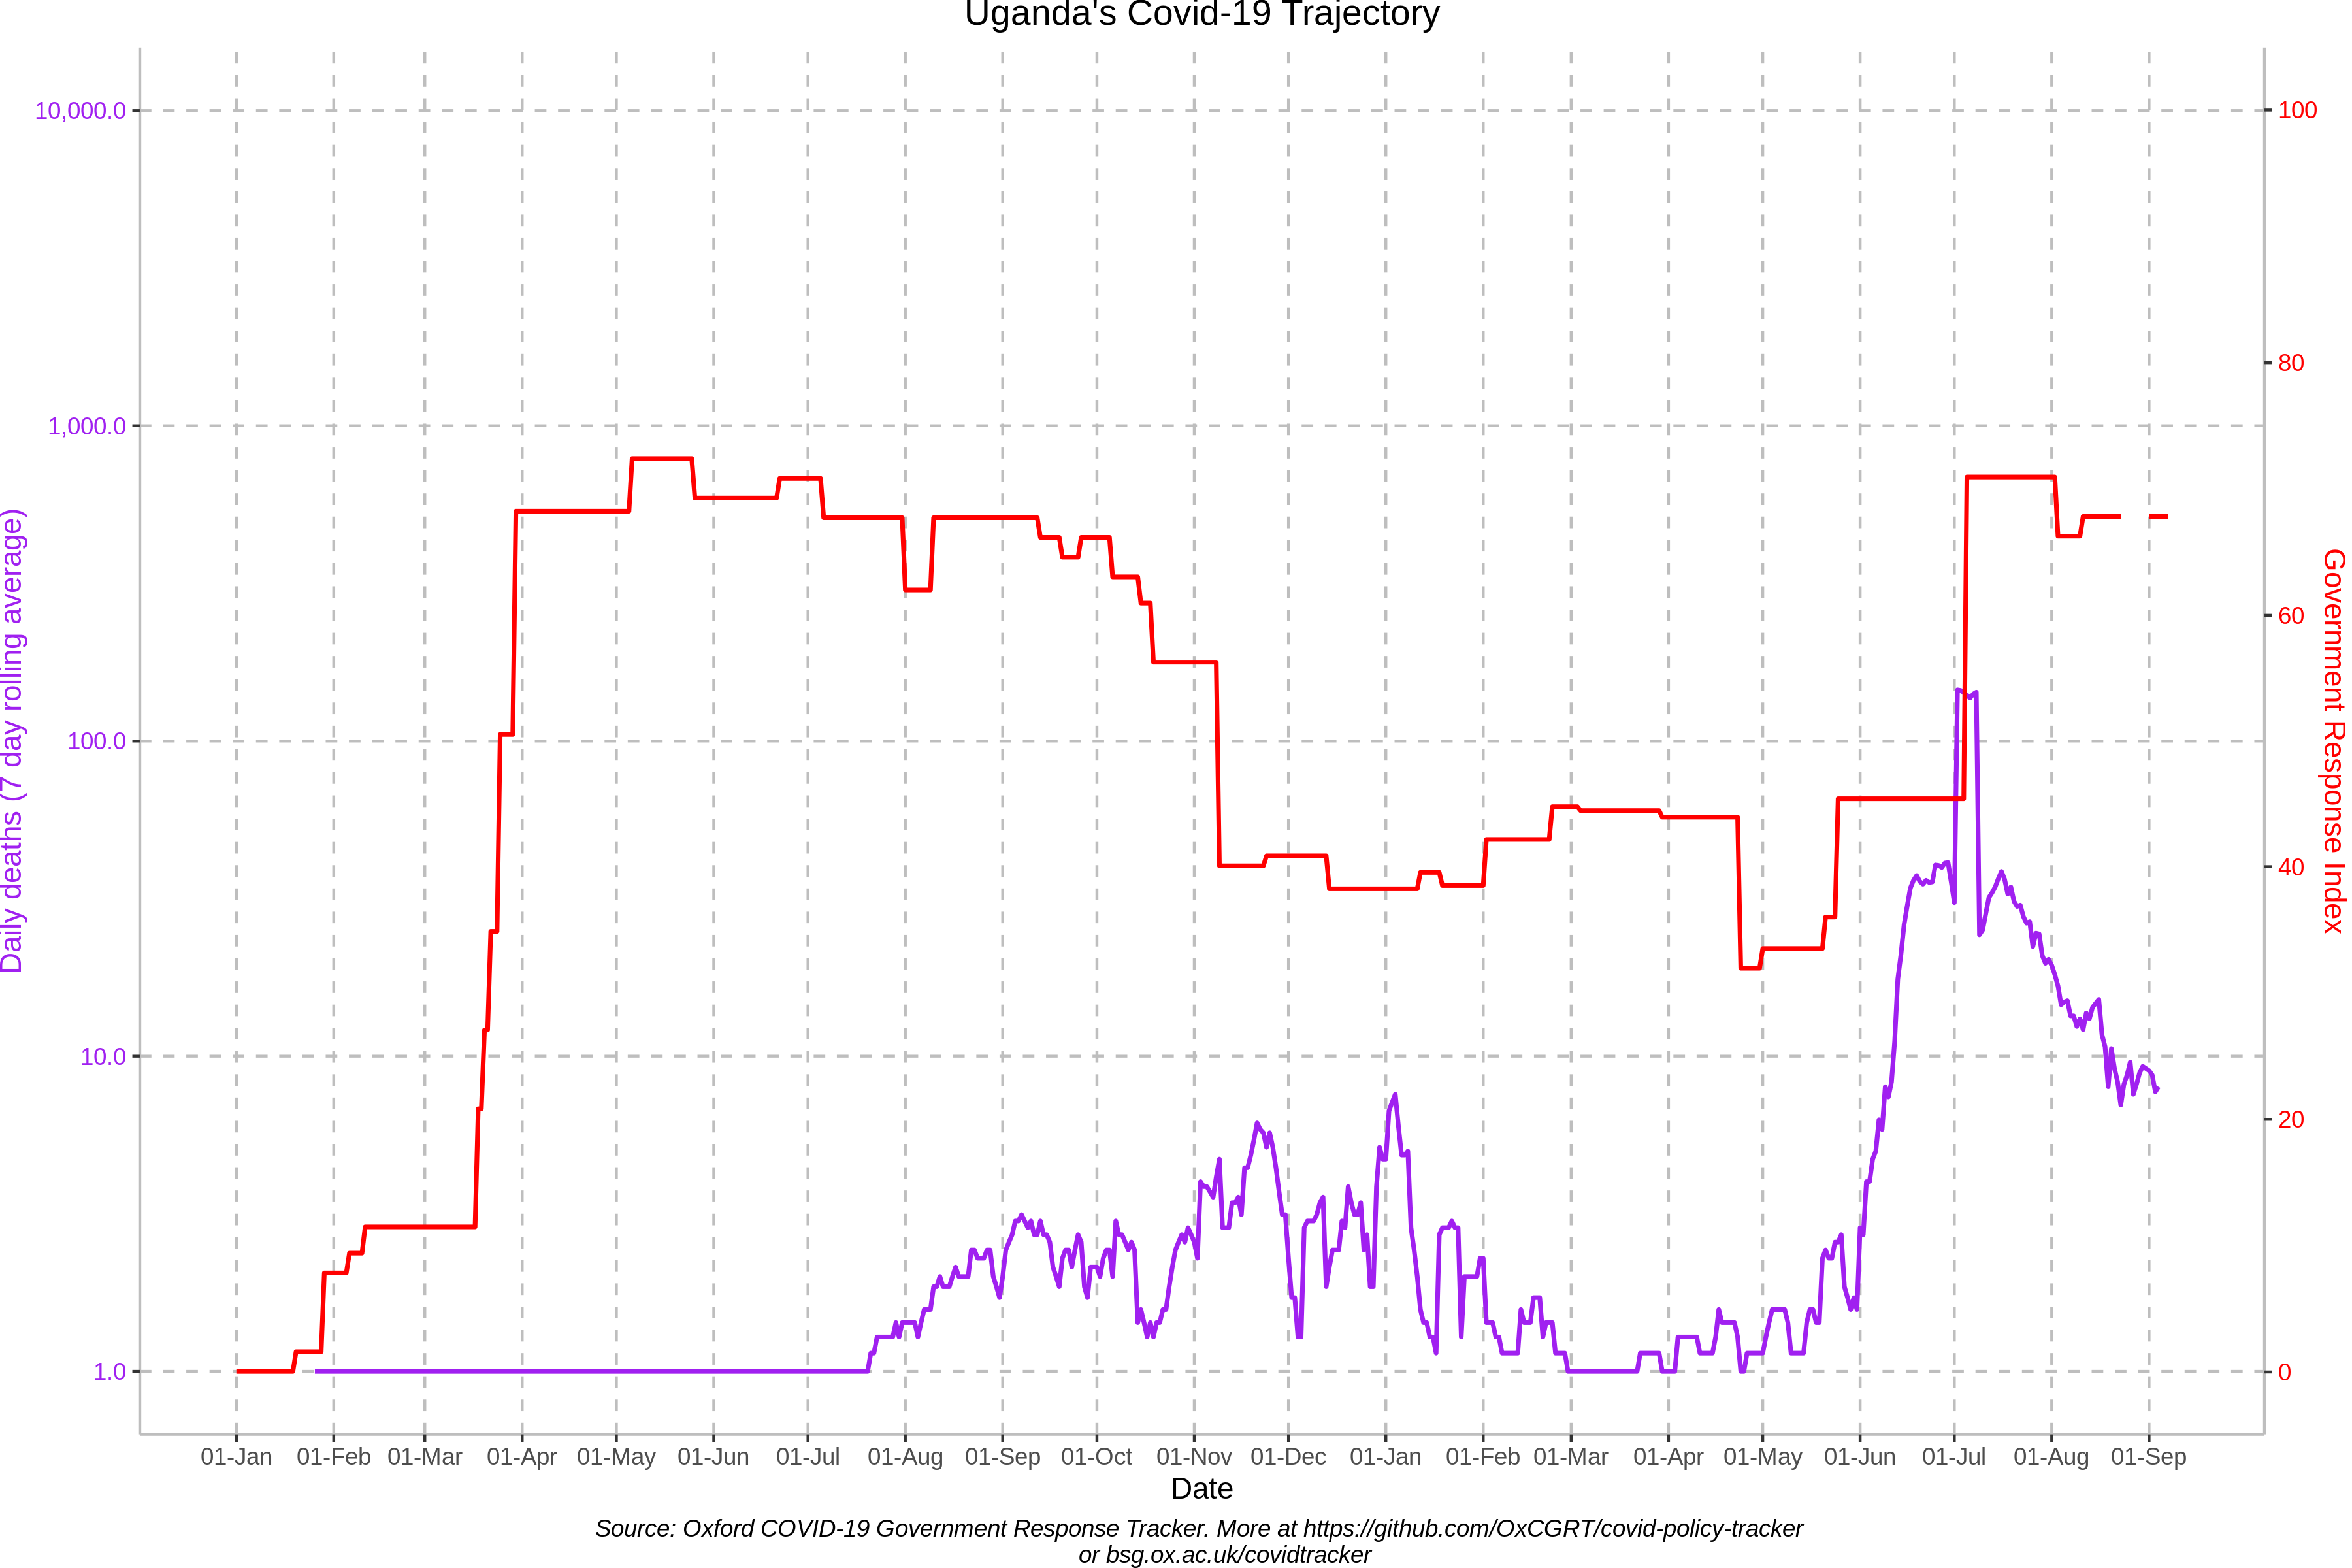 Uganda's Covid-19 Trajectory
10,000.0
1,000.0
100.0
10.0
1.0
Daily deaths (7 day rolling average)
100
80
60
40
20
0
Government Response Index
01-Jan 01-Feb 01-Mar 01-Apr 01-May 01-Jun 01-Jul 01-Aug 01-Sep 01-Oct 01-Nov 01-Dec 01-Jan 01-Feb 01-Mar 01-Apr 01-May 01-Jun 01-Jul 01-Aug 01-Sep
Date
Source: Oxford COVID-19 Government Response Tracker. More at https://github.com/OxCGRT/covid-policy-tracker
or bsg.ox.ac.uk/covidtracker